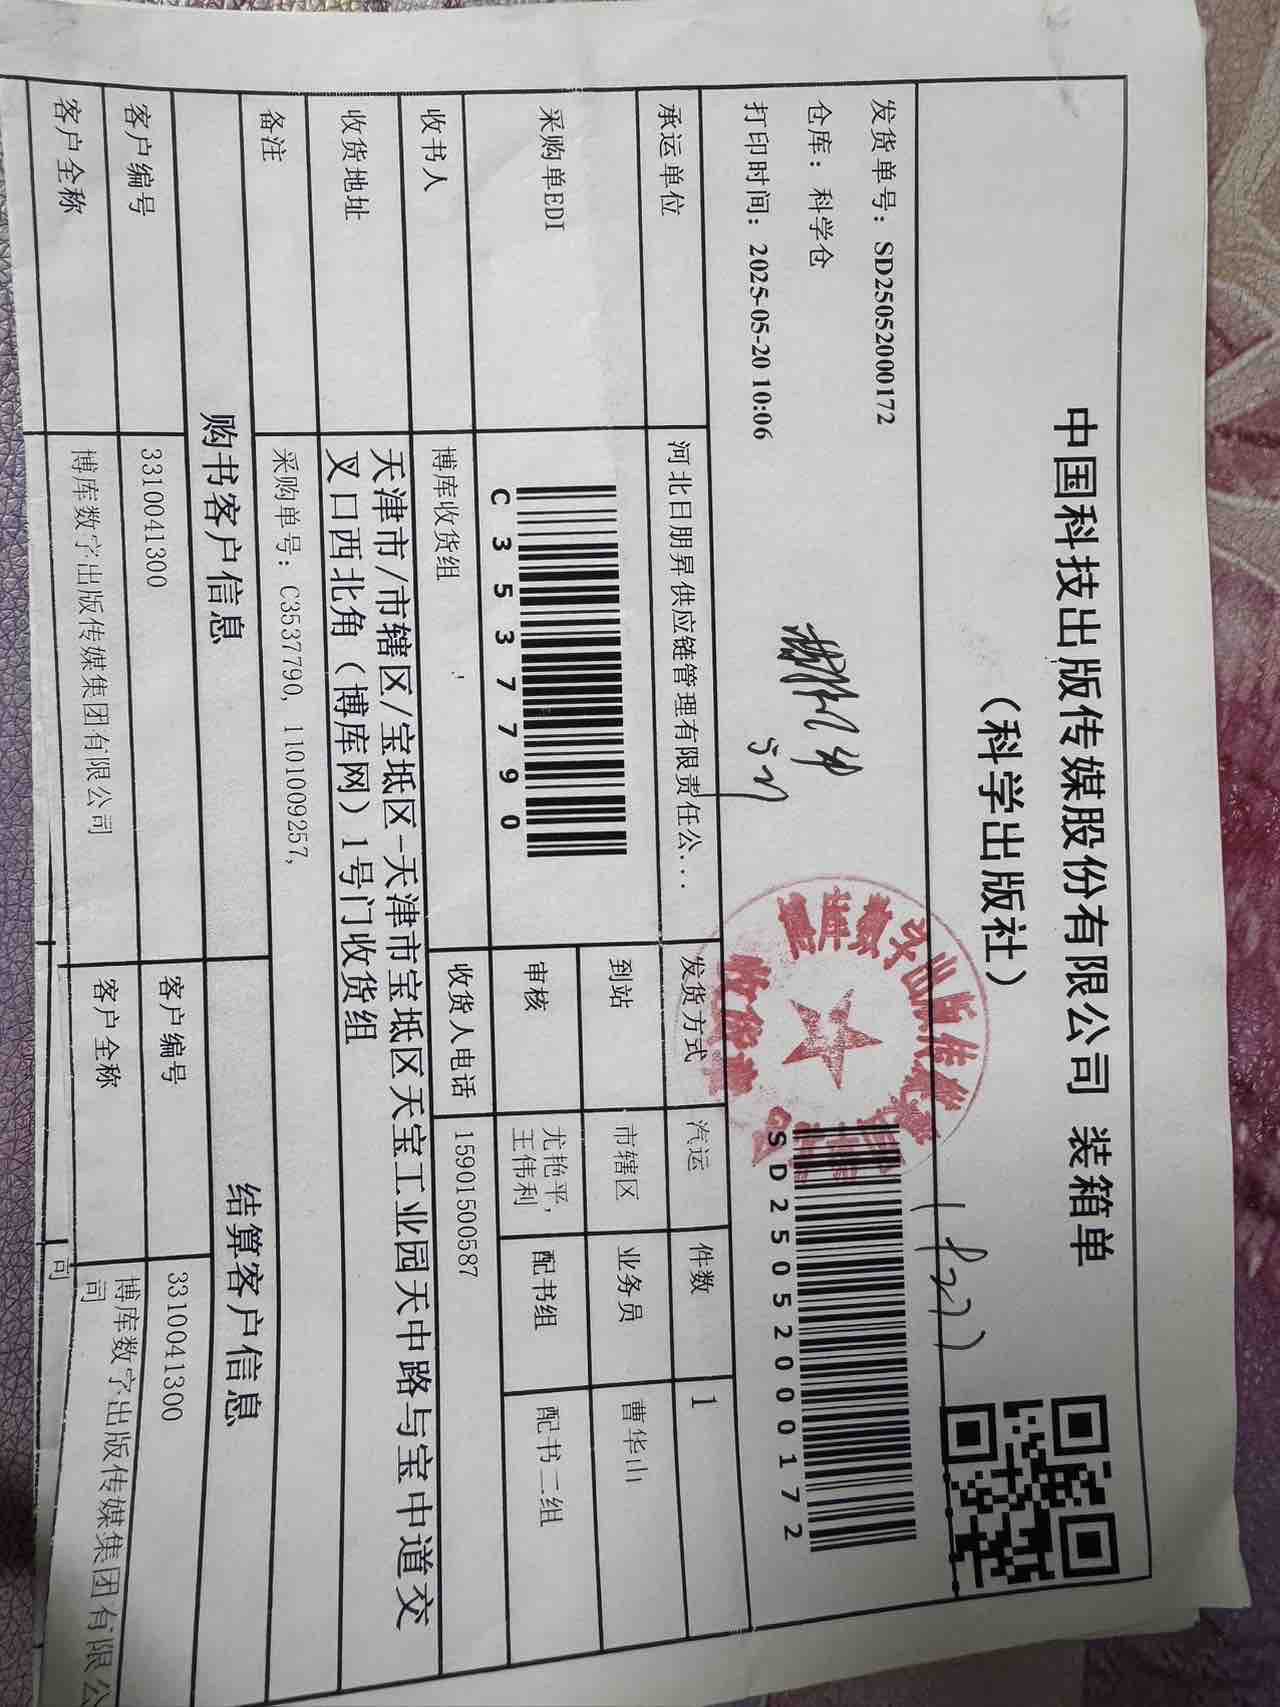 中国科技出版传媒股份有限公司 装箱单
（科学出版社）
发货单号：SD250520000172
仓库：科学仓
打印时间：2025-05-20 10:06
SD250520000172
承运单位 河北日朋昇供应链管理有限责任公... 发货方式 汽运 件数 1
采购单EDI C3537790 到站 市辖区 业务员 曹华山
审核 尤艳平,王伟利 配书组 配书二组
收书人 博库收货组 收货人电话 15901500587
收货地址 天津市/市辖区/宝坻区-天津市宝坻区天宝工业园天中路与宝中道交
叉口西北角（博库网）1号门收货组
备注 采购单号：C3537790, 1101009257,
购书客户信息 结算客户信息
客户编号 3310041300 客户编号 3310041300
客户全称 博库数字出版传媒集团有限公司 客户全称 博库数字出版传媒集团有限公
司
司